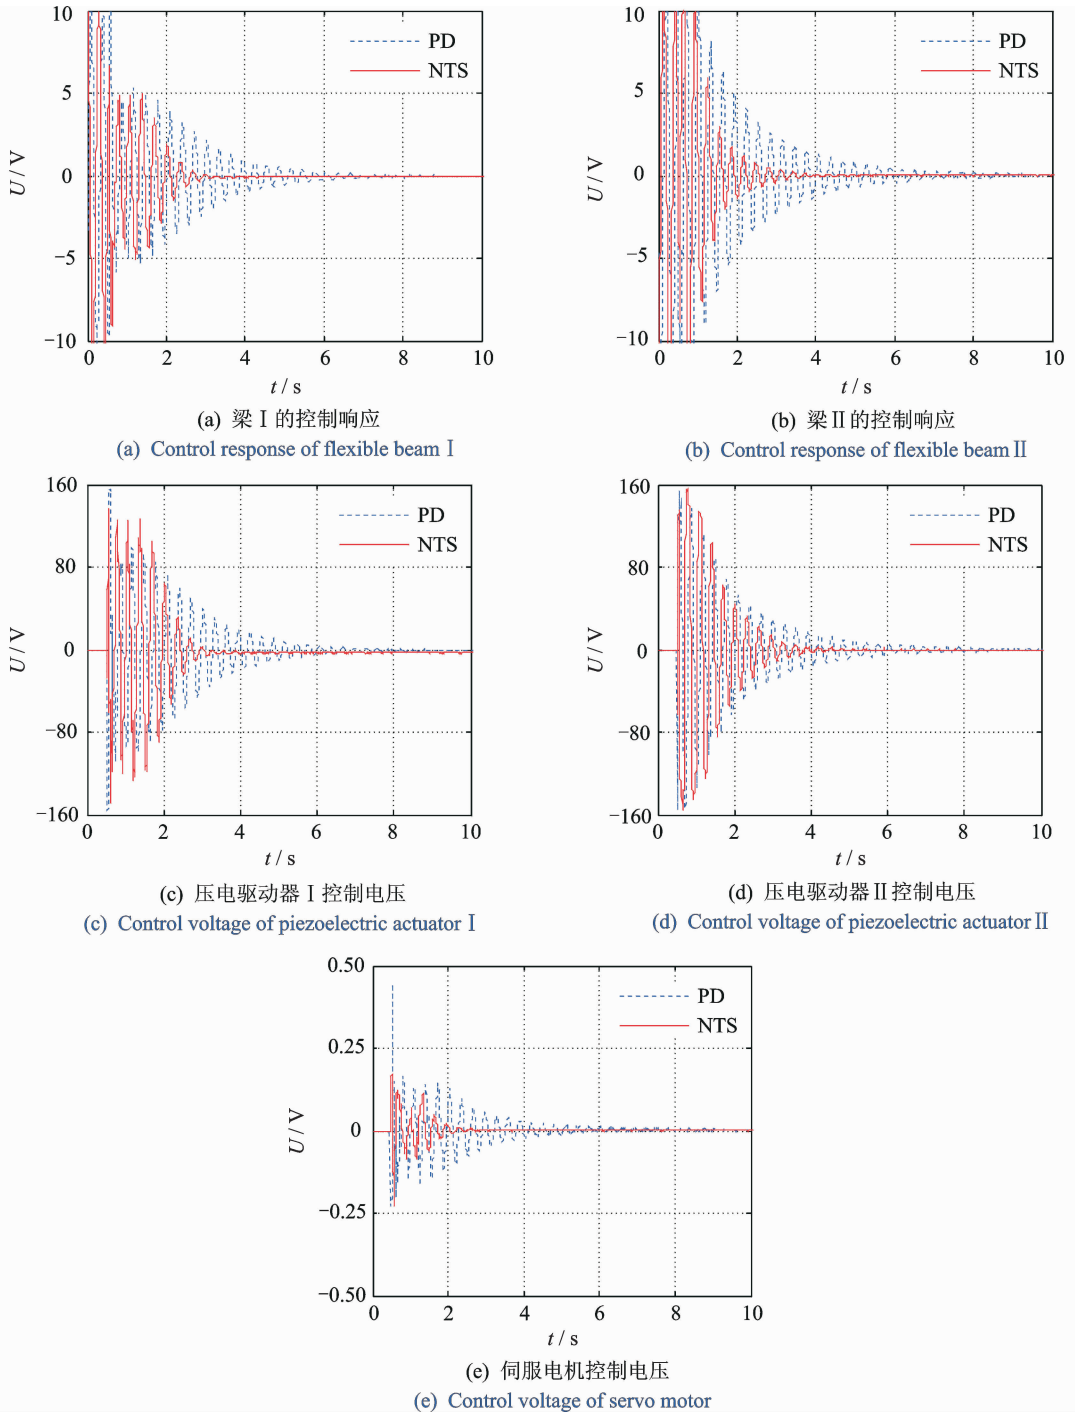 10
5
0
−5
−10
U / V
PD
NTS
0 2 4 6 8 10
t / s
(a) 梁Ⅰ的控制响应
(a) Control response of flexible beam Ⅰ
10
5
0
−5
−10
U / V
PD
NTS
0 2 4 6 8 10
t / s
(b) 梁Ⅱ的控制响应
(b) Control response of flexible beam Ⅱ
160
80
0
−80
−160
U / V
PD
NTS
0 2 4 6 8 10
t / s
(c) 压电驱动器Ⅰ控制电压
(c) Control voltage of piezoelectric actuator Ⅰ
160
80
0
−80
−160
U / V
PD
NTS
0 2 4 6 8 10
t / s
(d) 压电驱动器Ⅱ控制电压
(d) Control voltage of piezoelectric actuator Ⅱ
0.50
0.25
0
−0.25
−0.50
U / V
PD
NTS
0 2 4 6 8 10
t / s
(e) 伺服电机控制电压
(e) Control voltage of servo motor